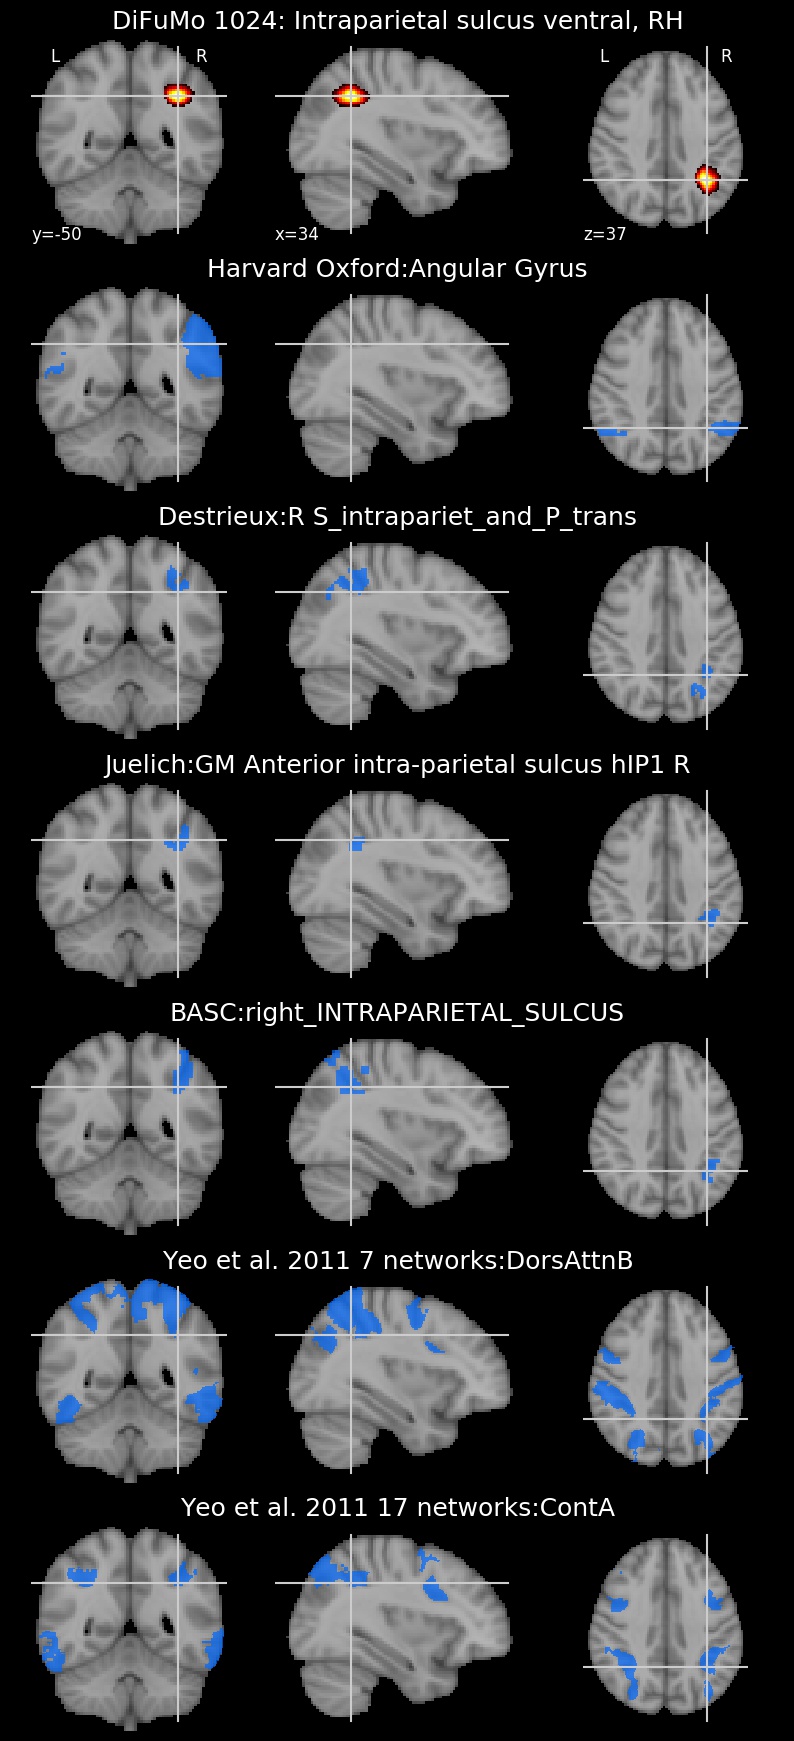 DiFuMo 1024: Intraparietal sulcus ventral, RH
L R L R
y=-50 x=34 z=37
Harvard Oxford:Angular Gyrus
Destrieux:R S_intrapariet_and_P_trans
Juelich:GM Anterior intra-parietal sulcus hIP1 R
BASC:right_INTRAPARIETAL_SULCUS
Yeo et al. 2011 7 networks:DorsAttnB
Yeo et al. 2011 17 networks:ContA